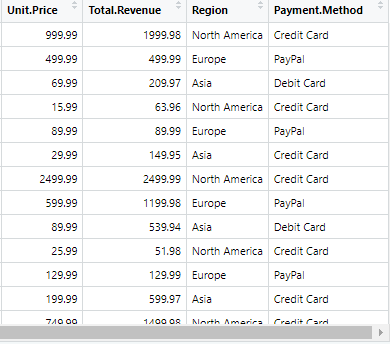 Unit.Price Total.Revenue Region Payment.Method
999.99 1999.98 North America Credit Card
499.99 499.99 Europe PayPal
69.99 209.97 Asia Debit Card
15.99 63.96 North America Credit Card
89.99 89.99 Europe PayPal
29.99 149.95 Asia Credit Card
2499.99 2499.99 North America Credit Card
599.99 1199.98 Europe PayPal
89.99 539.94 Asia Debit Card
25.99 51.98 North America Credit Card
129.99 129.99 Europe PayPal
199.99 599.97 Asia Credit Card
749.99 1499.98 North America Credit Card